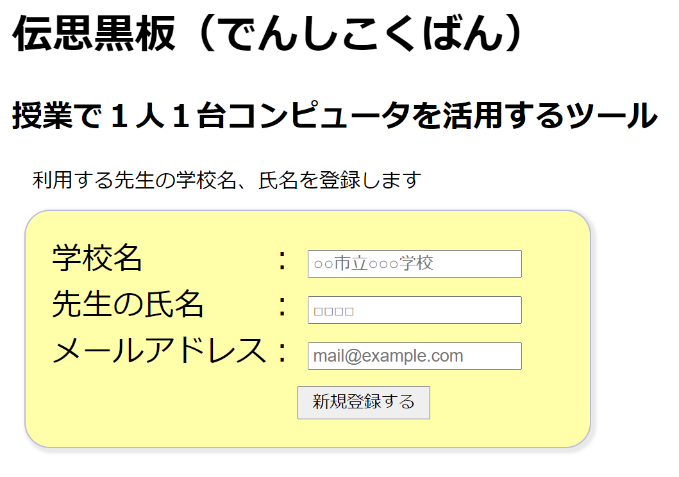 伝思黒板（でんしこくばん）
授業で１人１台コンピュータを活用するツール
利用する先生の学校名、氏名を登録します
学校名 ： ○○市立○○○学校
先生の氏名 ： □□□□
メールアドレス： mail@example.com
新規登録する